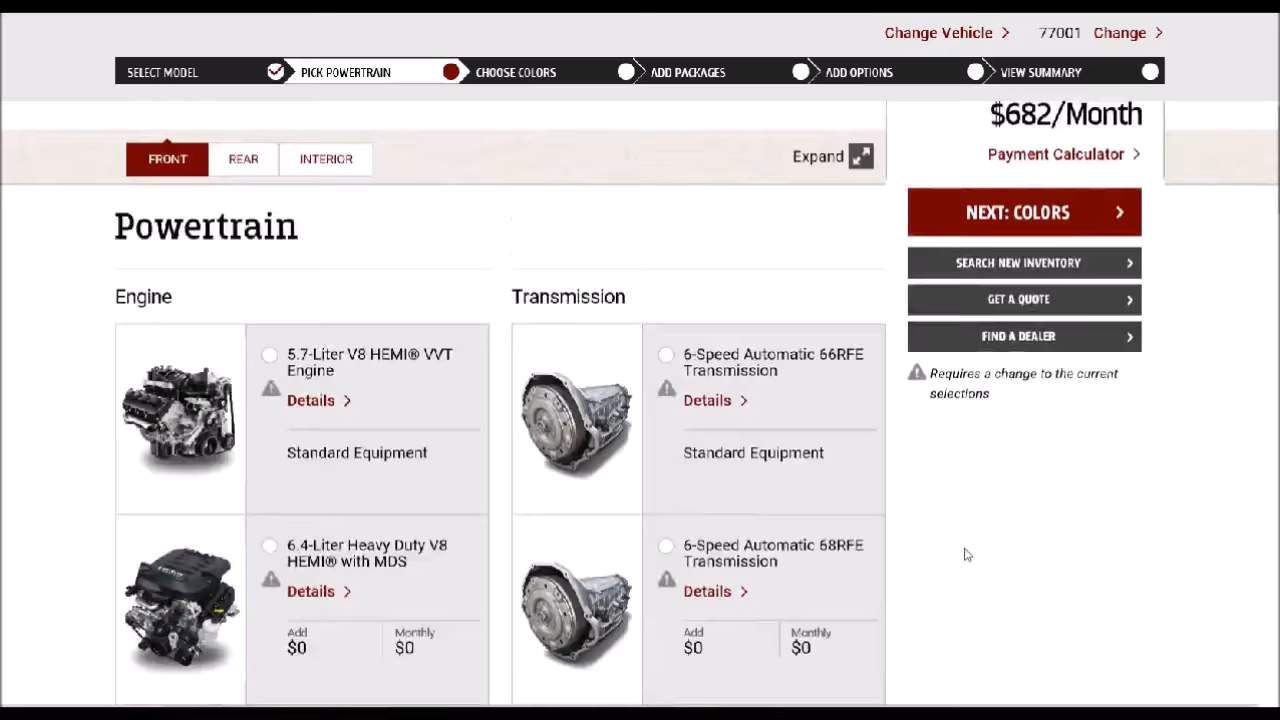 Change Vehicle
77001 Change
SELECT MODEL
PICK POWERTRAIN
CHOOSE COLORS
ADD PACKAGES
ADD OPTIONS
VIEW SUMMARY
$682/Month
Payment Calculator
FRONT
REAR
INTERIOR
Expand
NEXT: COLORS
SEARCH NEW INVENTORY
GET A QUOTE
FIND A DEALER
Requires a change to the current
selections
Powertrain
Engine
5.7-Liter V8 HEMI® VVT
Engine
Details
Standard Equipment
6.4-Liter Heavy Duty V8
HEMI® with MDS
Details
Add
$0
Monthly
$0
Transmission
6-Speed Automatic 66RFE
Transmission
Details
Standard Equipment
6-Speed Automatic 68RFE
Transmission
Details
Add
$0
Monthly
$0